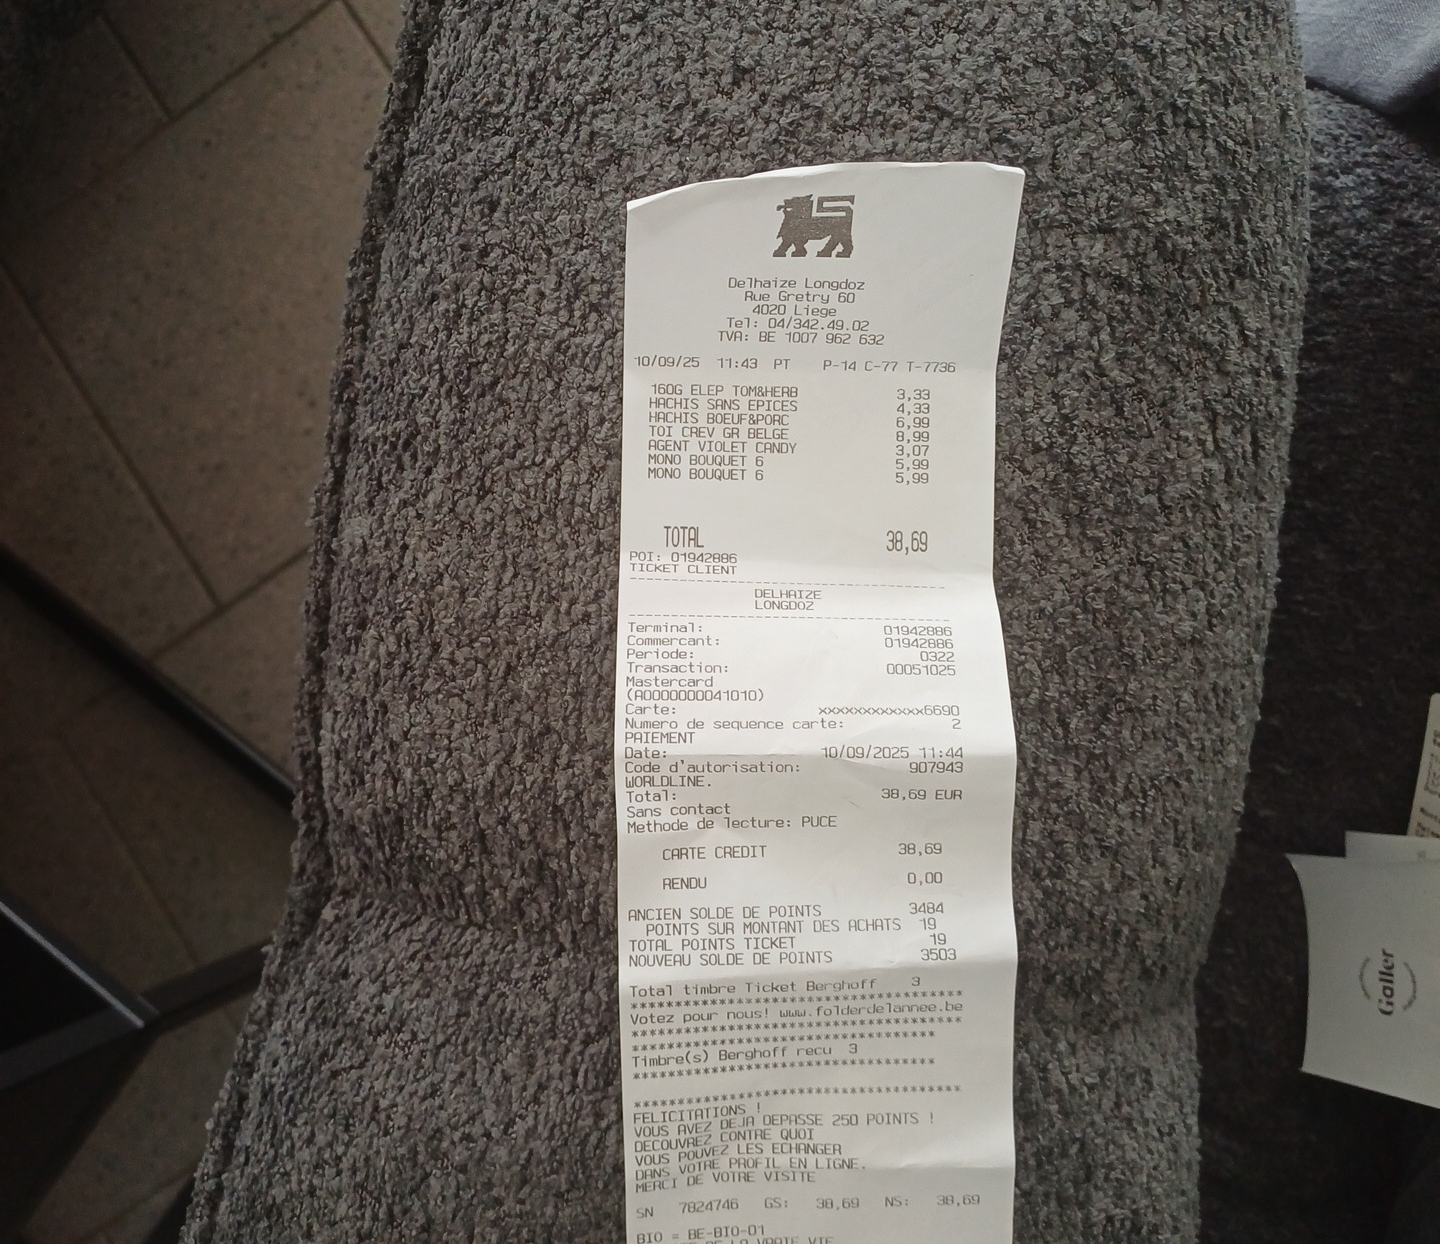 Delhaize Longdoz
Rue Gretry 60
4020 Liege
Tel: 04/342.49.02
TVA: BE 1007 962 632
10/09/25 11:43 PT P-14 C-77 T-7736
160G ELEP TOM&HERB 3,33
HACHIS SANS EPICES 4,33
HACHIS BOEUF&PORC 6,99
TOI CREV GR BELGE 8,99
AGENT VIOLET CANDY 3,07
MONO BOUQUET 6 5,99
MONO BOUQUET 6 5,99
TOTAL 38,69
POI: 01942886
TICKET CLIENT
DELHAIZE
LONGDOZ
Terminal: 01942886
Commercant: 01942886
Periode: 0322
Transaction: 00051025
Mastercard
(A0000000041010)
Carte: xxxxxxxxxxxx6690
Numero de sequence carte: 2
PAIEMENT
Date: 10/09/2025 11:44
Code d'autorisation: 907943
WORLDLINE.
Total: 38,69 EUR
Sans contact
Methode de lecture: PUCE
CARTE CREDIT 38,69
RENDU 0,00
ANCIEN SOLDE DE POINTS 3484
POINTS SUR MONTANT DES ACHATS 19
TOTAL POINTS TICKET 19
NOUVEAU SOLDE DE POINTS 3503
Total timbre Ticket Berghoff 3
**************************************
Votez pour nous! www.folderdelannee.be
**************************************
***********************************
Timbre(s) Berghoff recu 3
***********************************
**************************************
FELICITATIONS !
VOUS AVEZ DEJA DEPASSE 250 POINTS !
DECOUVREZ CONTRE QUOI
VOUS POUVEZ LES ECHANGER
DANS VOTRE PROFIL EN LIGNE.
MERCI DE VOTRE VISITE
SN 7824746 GS: 38,69 NS: 38,69
BIO = BE-BIO-01
DE LA VRAIE VIE
Galler